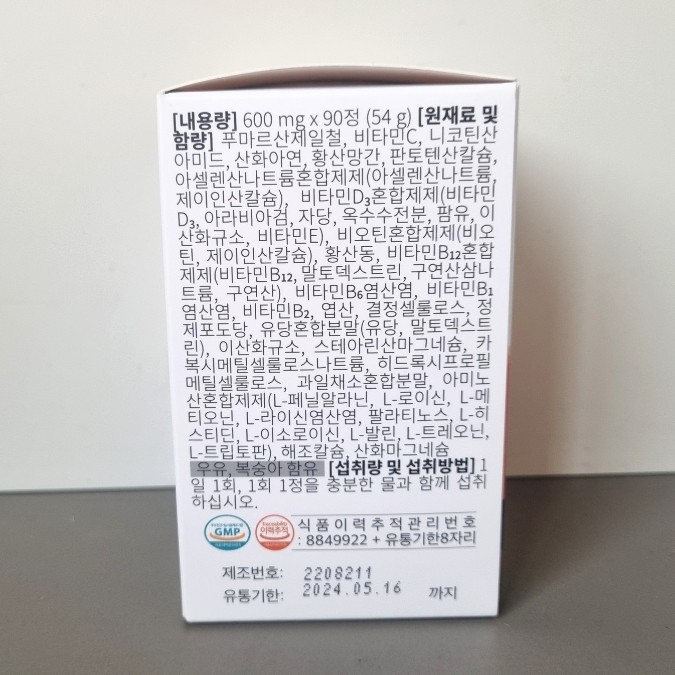 [내용량] 600 mg x 90정 (54 g) [원재료 및
함량] 푸마르산제일철, 비타민C, 니코틴산
아미드, 산화아연, 황산망간, 판토텐산칼슘,
아셀렌산나트륨혼합제제(아셀렌산나트륨,
제이인산칼슘), 비타민D₃혼합제제(비타민
D₃, 아라비아검, 자당, 옥수수전분, 팜유, 이
산화규소, 비타민E), 비오틴혼합제제(비오
틴, 제이인산칼슘), 황산동, 비타민B₁₂혼합
제제(비타민B₁₂, 말토덱스트린, 구연산삼나
트륨, 구연산), 비타민B₆염산염, 비타민B₁
염산염, 비타민B₂, 엽산, 결정셀룰로스, 정
제포도당, 유당혼합분말(유당, 말토덱스트
린), 이산화규소, 스테아린산마그네슘, 카
복시메틸셀룰로스나트륨, 히드록시프로필
메틸셀룰로스, 과일채소혼합분말, 아미노
산혼합제제(L-페닐알라닌, L-로이신, L-메
티오닌, L-라이신염산염, 팔라티노스, L-히
스티딘, L-이소로이신, L-발린, L-트레오닌,
L-트립토판), 해조칼슘, 산화마그네슘
우유, 복숭아 함유 [섭취량 및 섭취방법] 1
일 1회, 1회 1정을 충분한 물과 함께 섭취
하십시오.
GMP
이력추적
식품이력추적관리번호
: 8849922 + 유통기한8자리
제조번호: 2208211
유통기한: 2024.05.16 까지